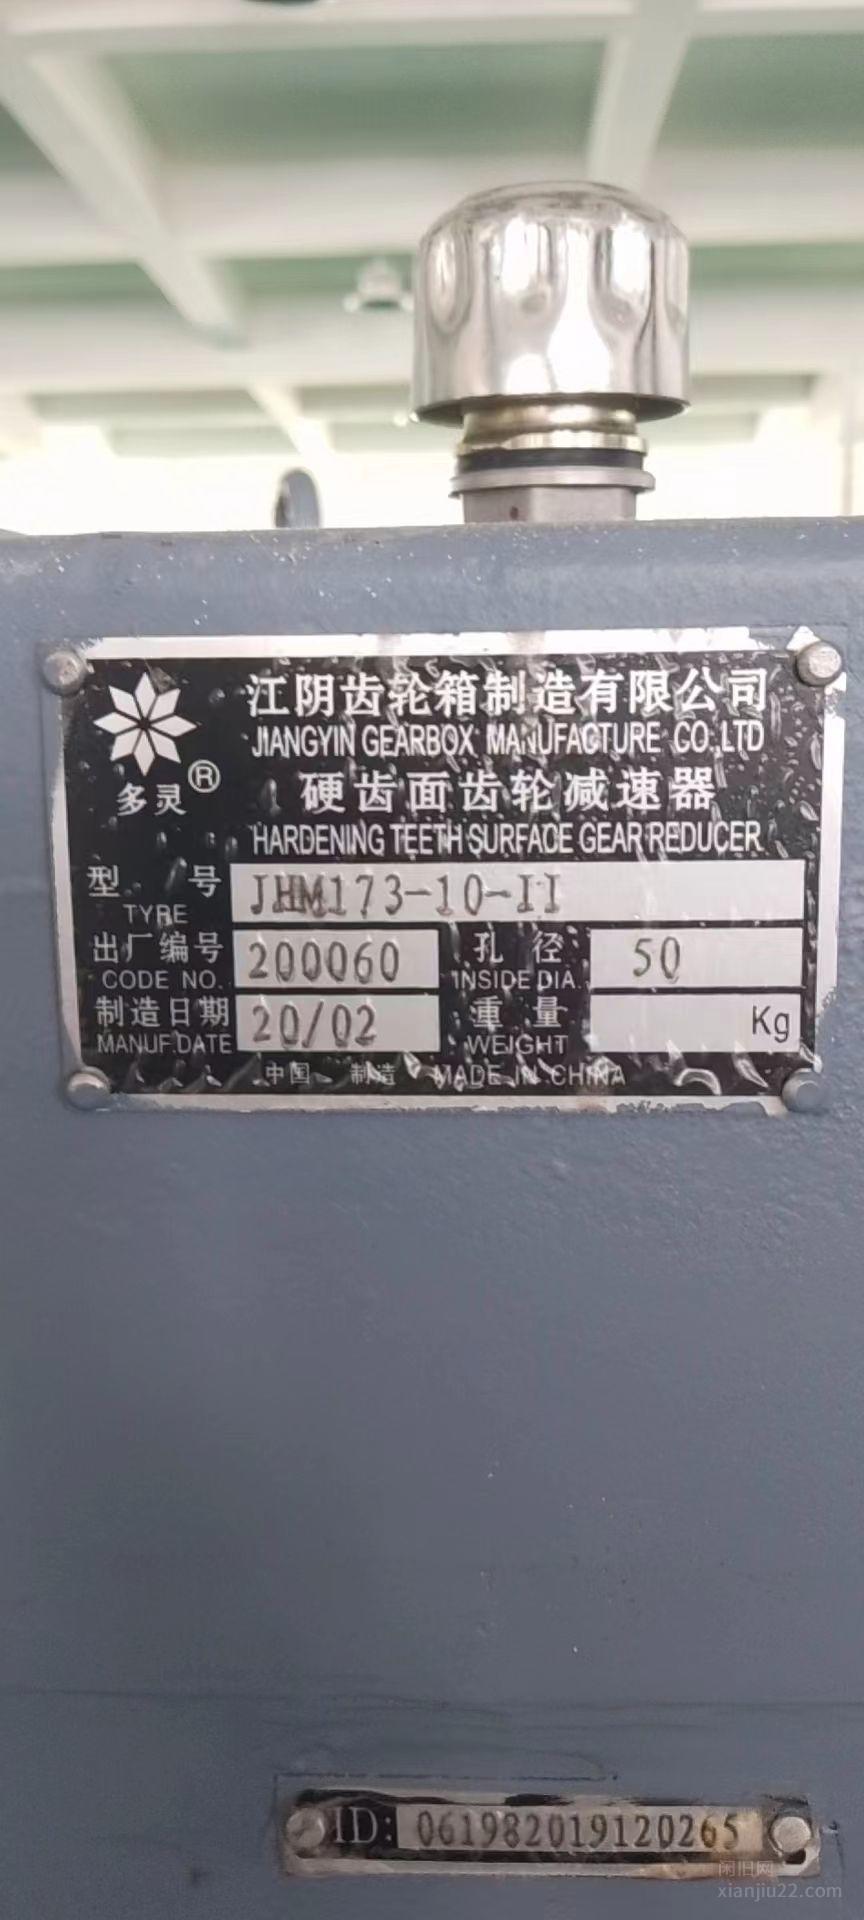 江阴齿轮箱制造有限公司
JIANGYIN GEARBOX MANUFACTURE CO.LTD
多灵®
硬齿面齿轮减速器
HARDENING TEETH SURFACE GEAR REDUCER
型号 JHM173-10-II
TYPE
出厂编号 200060 孔径 50
CODE NO. INSIDE DIA.
制造日期 20/02 重量 Kg
MANUF.DATE WEIGHT
中国 制造 MADE IN CHINA
ID: 061982019120265
闲旧网
xianjiu22.com